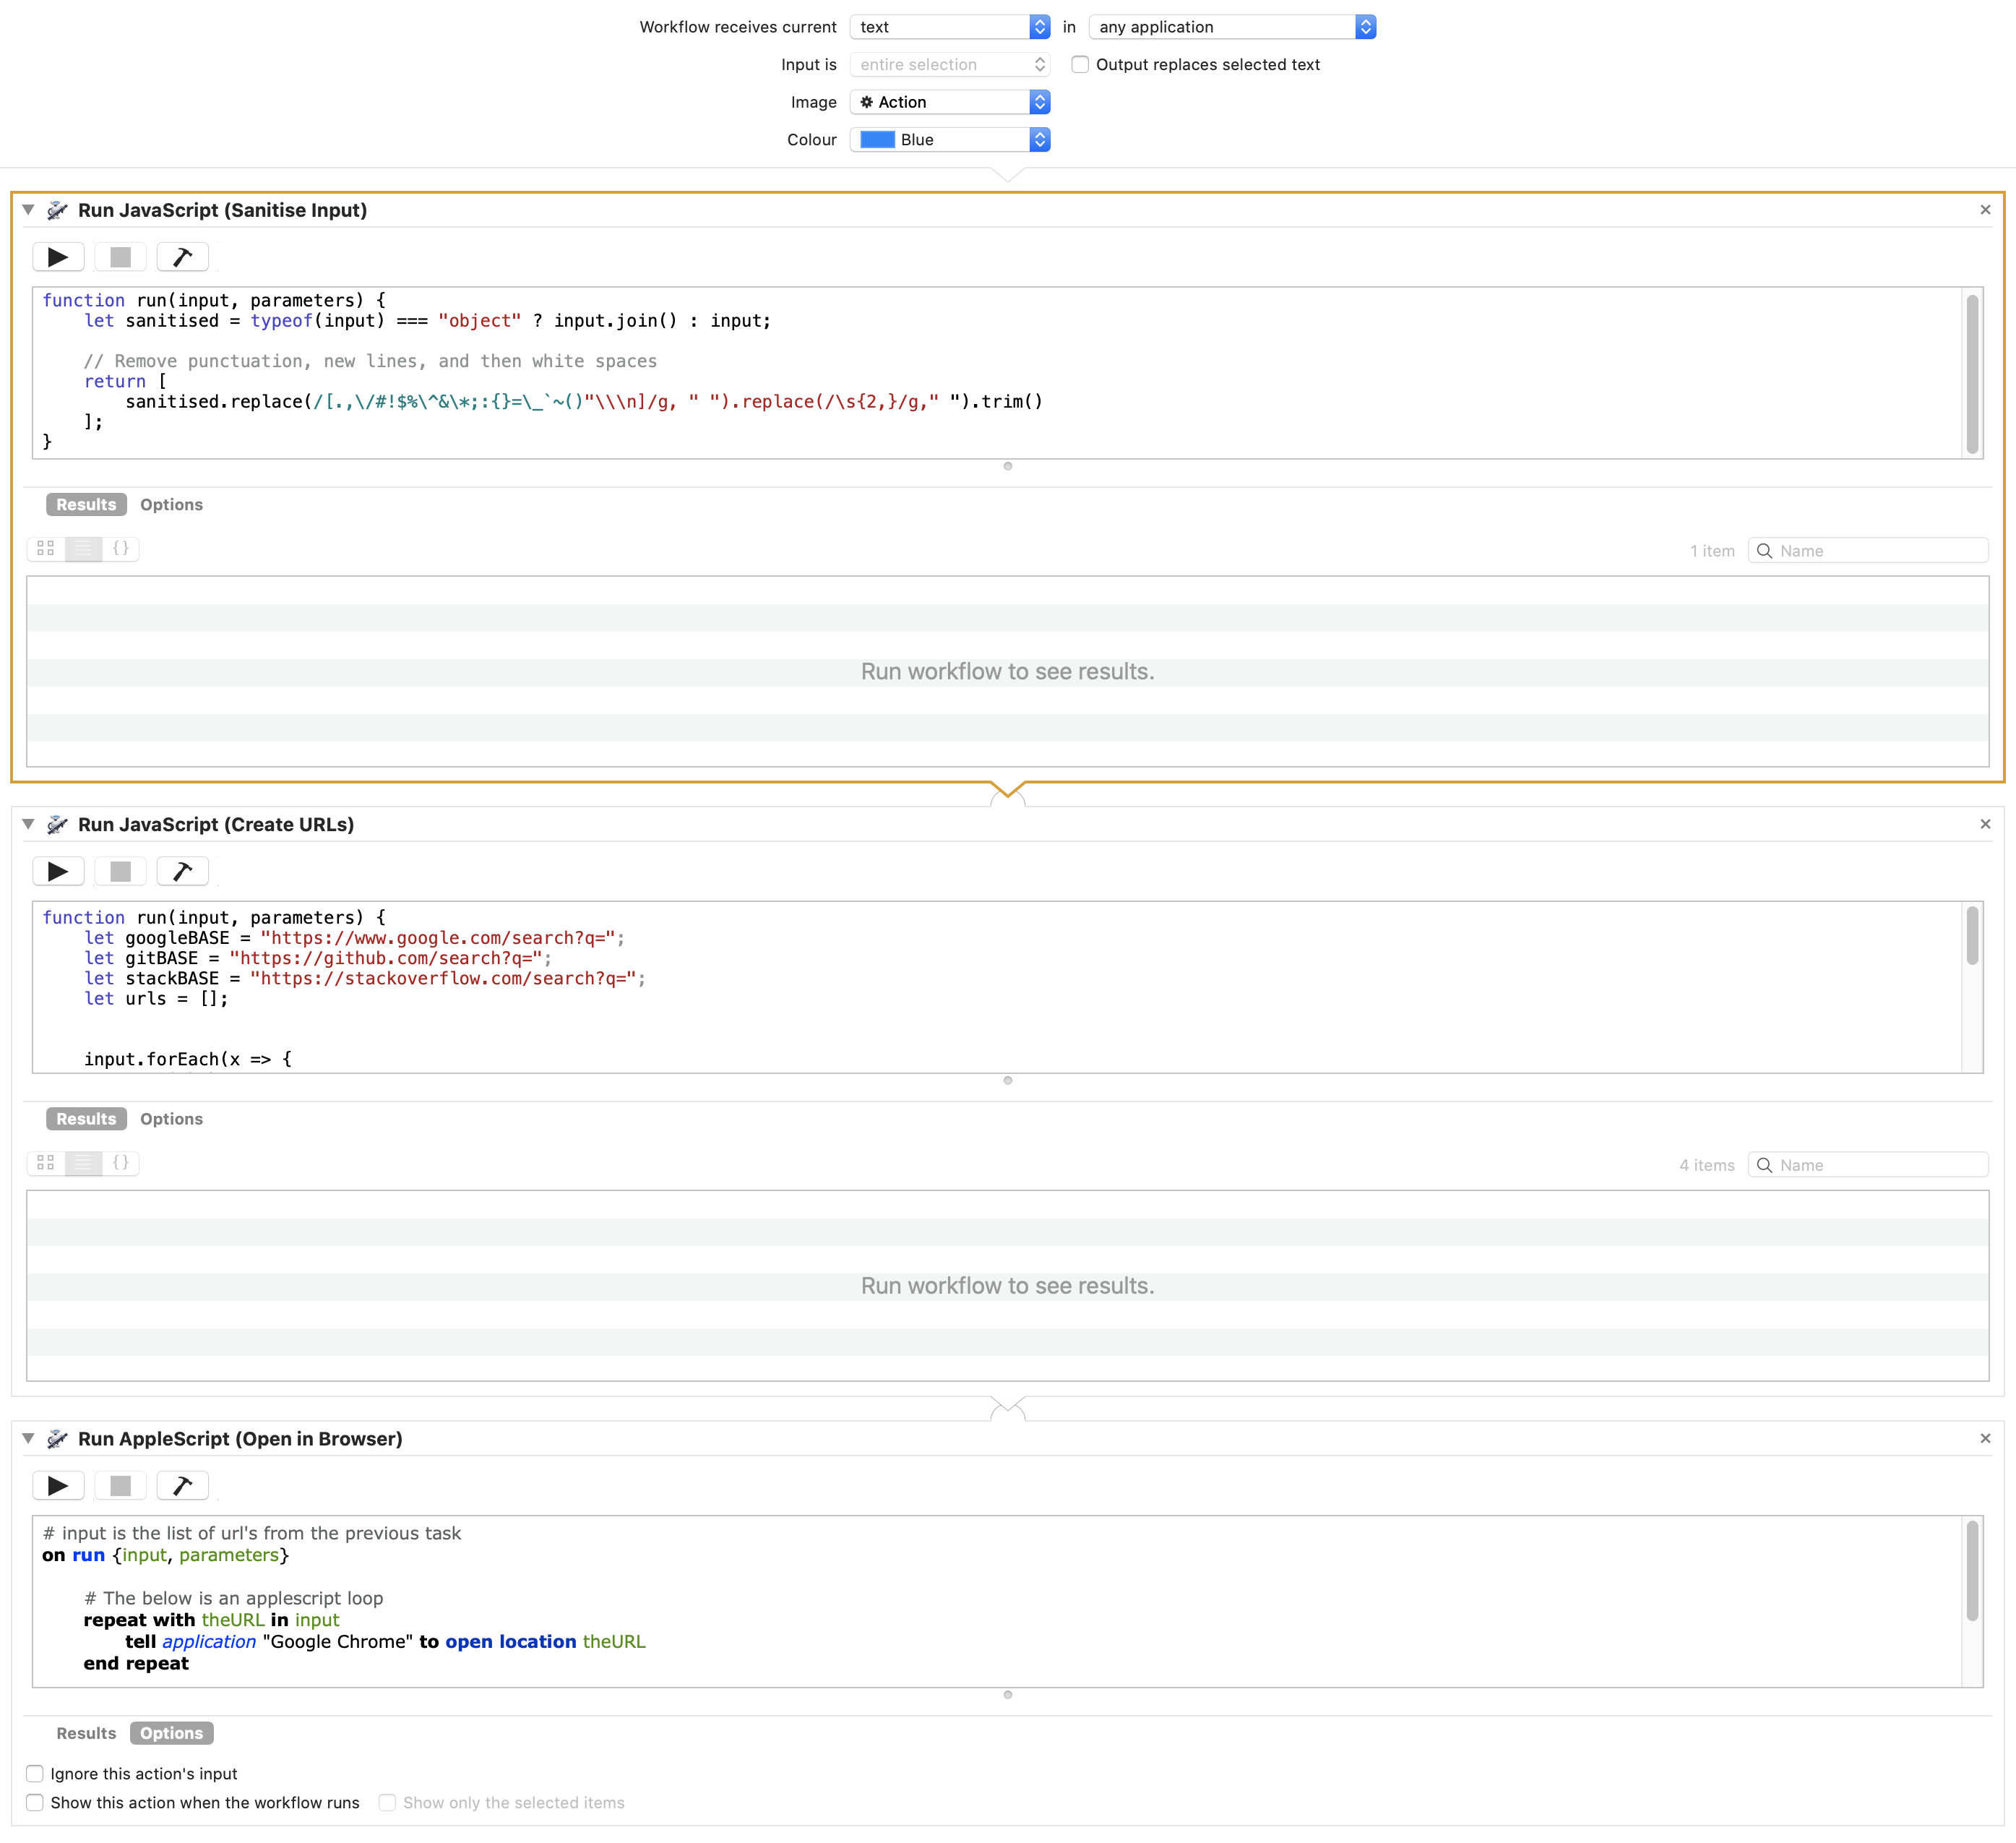 Workflow receives current text in any application
Input is entire selection Output replaces selected text
Image Action
Colour Blue
Run JavaScript (Sanitise Input)
function run(input, parameters) {
    let sanitised = typeof(input) === "object" ? input.join() : input;
    // Remove punctuation, new lines, and then white spaces
    return [
        sanitised.replace(/[.,\/#!$%\^&\*;:{}=\_`~()"\\\n]/g, " ").replace(/\s{2,}/g," ").trim()
    ];
}
Results Options
{ } 1 item Name
Run workflow to see results.
Run JavaScript (Create URLs)
function run(input, parameters) {
    let googleBASE = "https://www.google.com/search?q=";
    let gitBASE = "https://github.com/search?q=";
    let stackBASE = "https://stackoverflow.com/search?q=";
    let urls = [];
    input.forEach(x => {
Results Options
{ } 4 items Name
Run workflow to see results.
Run AppleScript (Open in Browser)
# input is the list of url's from the previous task
on run {input, parameters}
    # The below is an applescript loop
    repeat with theURL in input
        tell application "Google Chrome" to open location theURL
    end repeat
Results Options
Ignore this action's input
Show this action when the workflow runs Show only the selected items